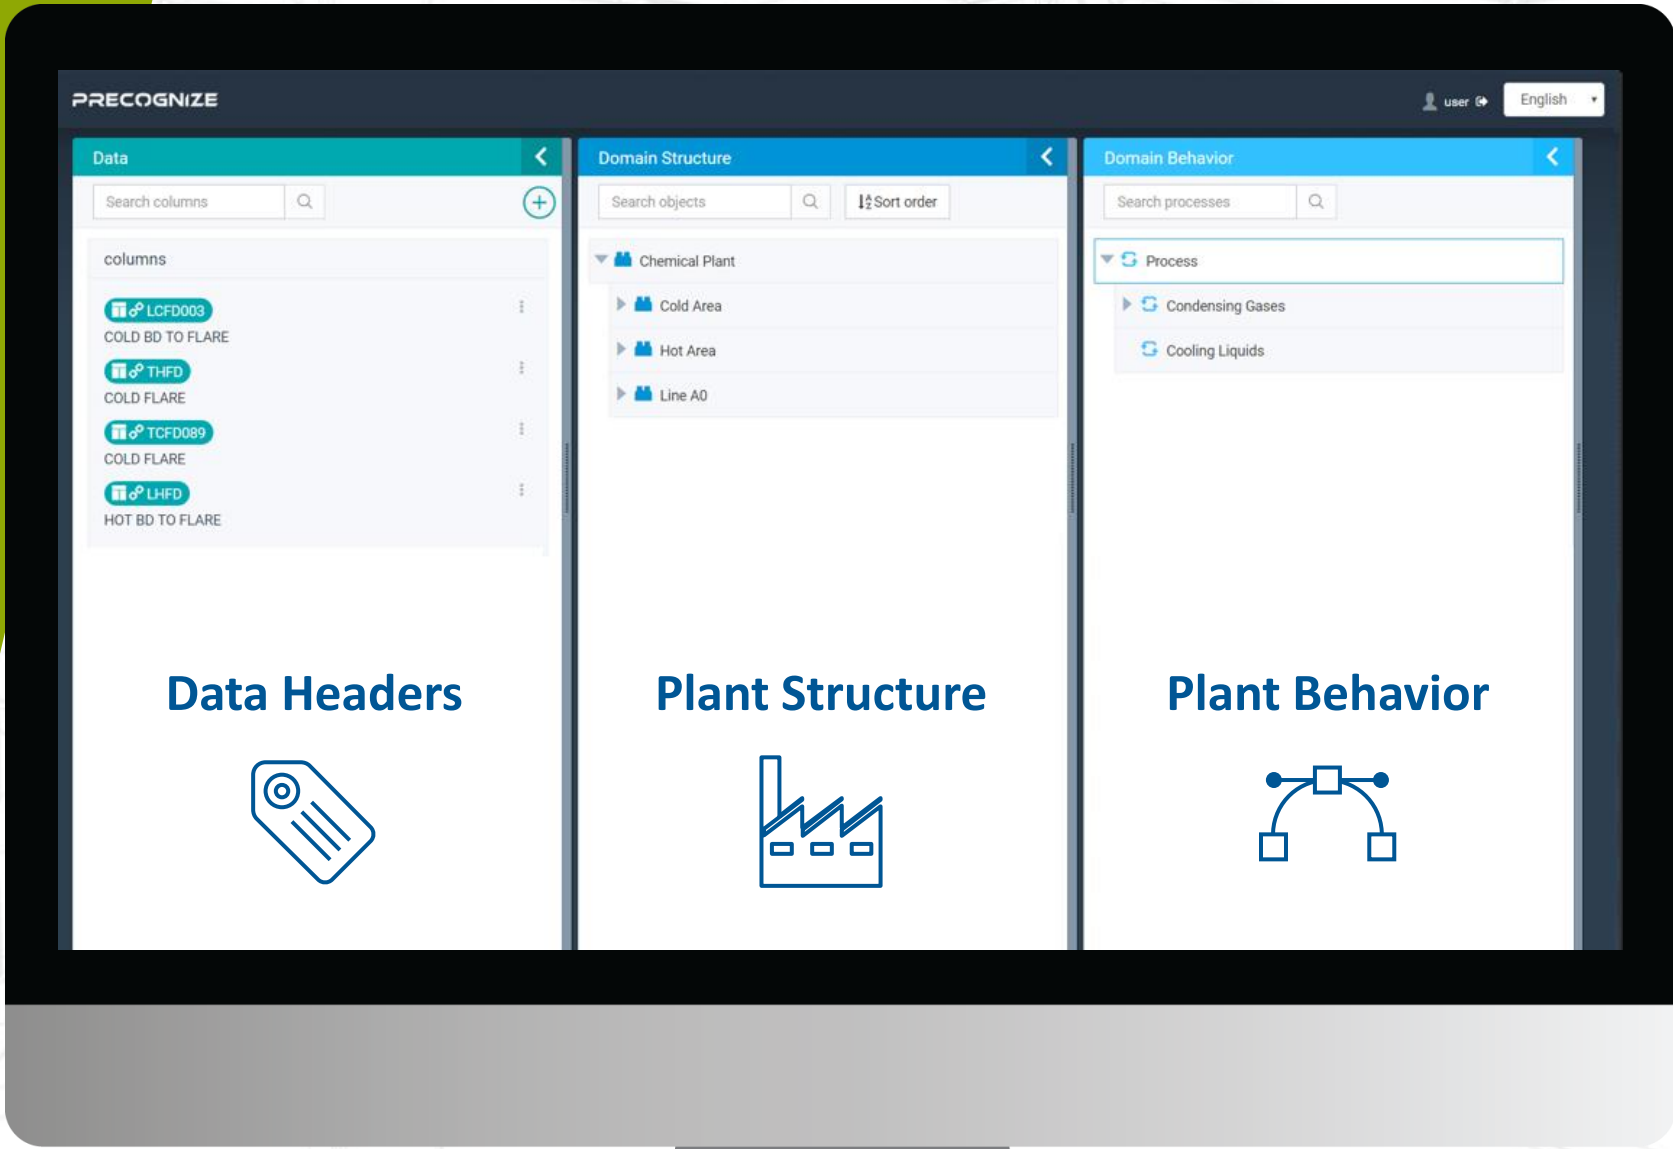 PRECOGNIZE
user
English
Data
Search columns
columns
LCFD003
COLD BD TO FLARE
THFD
COLD FLARE
TCFD089
COLD FLARE
LHFD
HOT BD TO FLARE
Data Headers
Domain Structure
Search objects
Sort order
Chemical Plant
Cold Area
Hot Area
Line A0
Plant Structure
Domain Behavior
Search processes
Process
Condensing Gases
Cooling Liquids
Plant Behavior